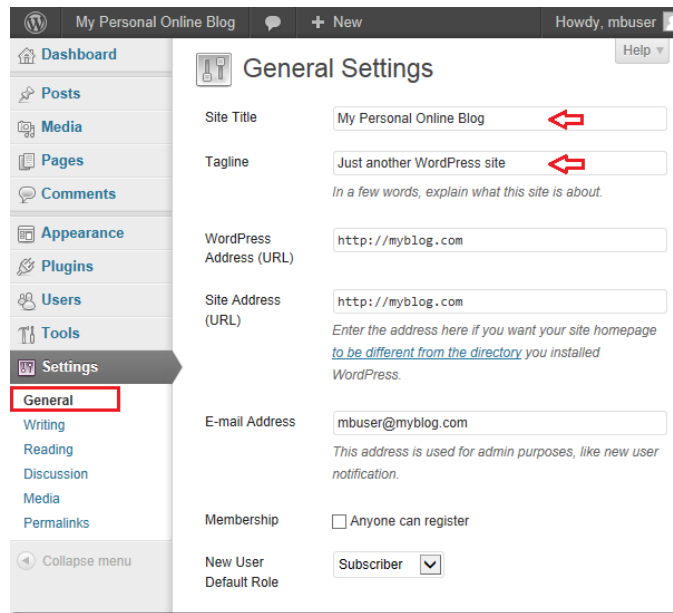 My Personal Online Blog + New Howdy, mbuser
Dashboard
Posts
Media
Pages
Comments
Appearance
Plugins
Users
Tools
Settings
General
Writing
Reading
Discussion
Media
Permalinks
Collapse menu
Help
General Settings
Site Title My Personal Online Blog
Tagline Just another WordPress site
In a few words, explain what this site is about.
WordPress
Address (URL) http://myblog.com
Site Address
(URL) http://myblog.com
Enter the address here if you want your site homepage
to be different from the directory you installed
WordPress.
E-mail Address mbuser@myblog.com
This address is used for admin purposes, like new user
notification.
Membership Anyone can register
New User
Default Role Subscriber